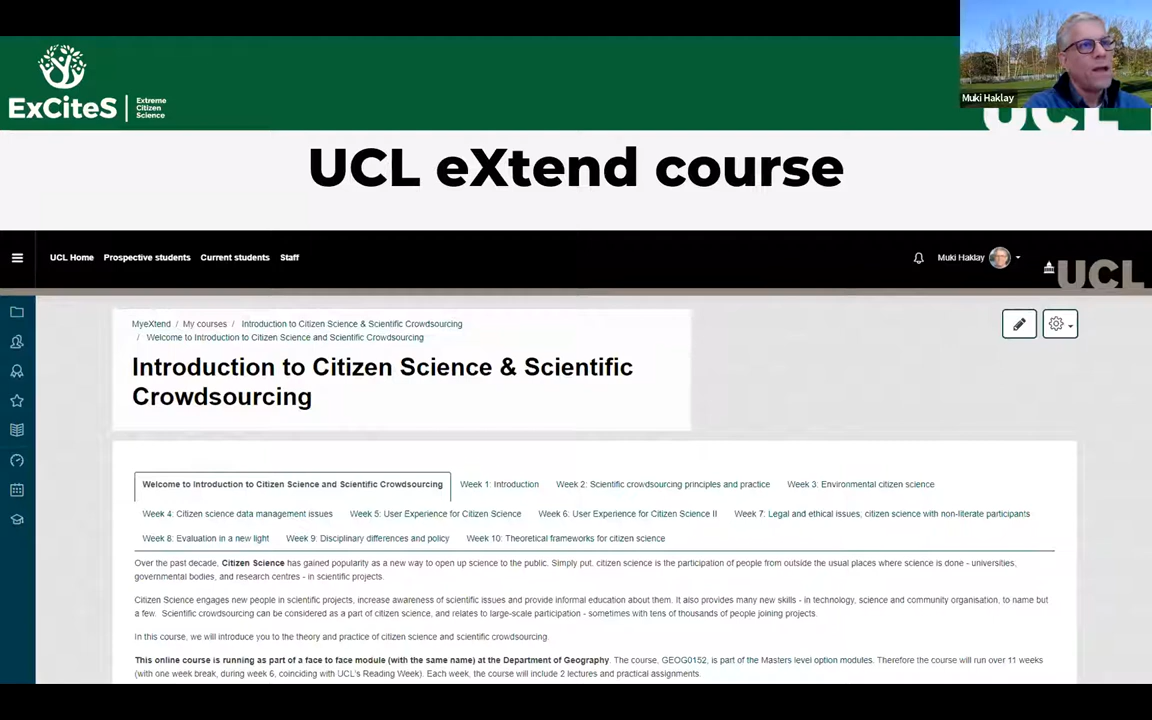 ExCiteS
Extreme
Citizen
Science
Muki Haklay
UCL
UCL eXtend course
UCL Home Prospective students Current students Staff
Muki Haklay
UCL
MyeXtend / My courses / Introduction to Citizen Science & Scientific Crowdsourcing
/ Welcome to Introduction to Citizen Science and Scientific Crowdsourcing
Introduction to Citizen Science & Scientific
Crowdsourcing
Welcome to Introduction to Citizen Science and Scientific Crowdsourcing Week 1: Introduction Week 2: Scientific crowdsourcing principles and practice Week 3: Environmental citizen science
Week 4: Citizen science data management issues Week 5: User Experience for Citizen Science Week 6: User Experience for Citizen Science II Week 7: Legal and ethical issues; citizen science with non-literate participants
Week 8: Evaluation in a new light Week 9: Disciplinary differences and policy Week 10: Theoretical frameworks for citizen science
Over the past decade, Citizen Science has gained popularity as a new way to open up science to the public. Simply put, citizen science is the participation of people from outside the usual places where science is done - universities,
governmental bodies, and research centres - in scientific projects.
Citizen Science engages new people in scientific projects, increase awareness of scientific issues and provide informal education about them. It also provides many new skills - in technology, science and community organisation, to name but
a few. Scientific crowdsourcing can be considered as a part of citizen science, and relates to large-scale participation - sometimes with tens of thousands of people joining projects.
In this course, we will introduce you to the theory and practice of citizen science and scientific crowdsourcing.
This online course is running as part of a face to face module (with the same name) at the Department of Geography. The course, GEOG0152, is part of the Masters level option modules. Therefore the course will run over 11 weeks
(with one week break, during week 6, coinciding with UCL's Reading Week). Each week, the course will include 2 lectures and practical assignments.